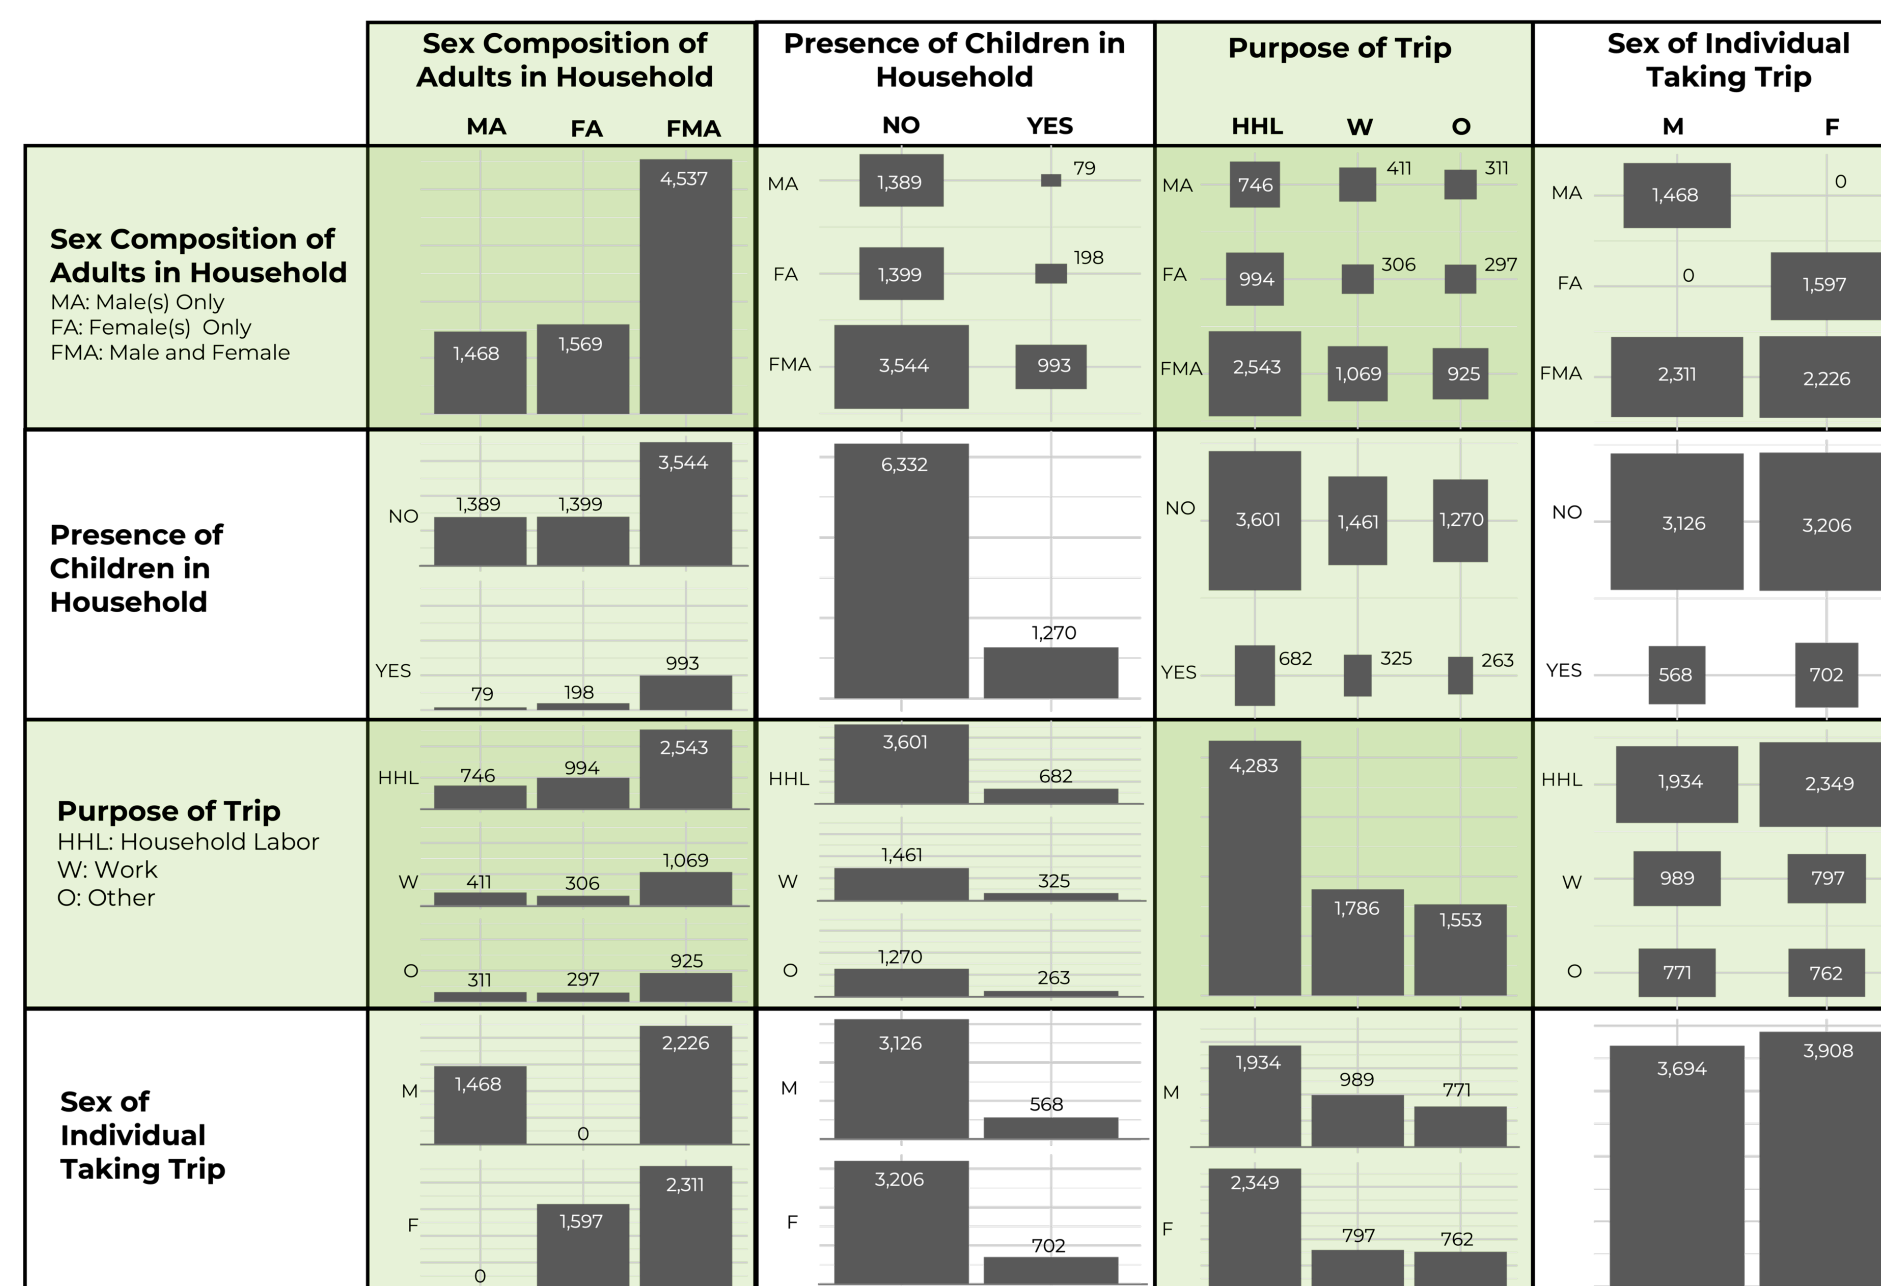 Sex Composition of
Adults in Household
Presence of Children in
Household
Purpose of Trip
Sex of Individual
Taking Trip
MA FA FMA
NO YES
HHL W O
M F
Sex Composition of
Adults in Household
MA: Male(s) Only
FA: Female(s) Only
FMA: Male and Female
1,468 1,569 4,537
MA 1,389 79
FA 1,399 198
FMA 3,544 993
MA 746 411 311
FA 994 306 297
FMA 2,543 1,069 925
MA 1,468 0
FA 0 1,597
FMA 2,311 2,226
Presence of
Children in
Household
NO 1,389 1,399 3,544
YES 79 198 993
6,332 1,270
NO 3,601 1,461 1,270
YES 682 325 263
NO 3,126 3,206
YES 568 702
Purpose of Trip
HHL: Household Labor
W: Work
O: Other
HHL 746 994 2,543
W 411 306 1,069
O 311 297 925
HHL 3,601 682
W 1,461 325
O 1,270 263
4,283 1,786 1,553
HHL 1,934 2,349
W 989 797
O 771 762
Sex of
Individual
Taking Trip
M 1,468 0 2,226
F 0 1,597 2,311
M 3,126 568
F 3,206 702
M 1,934 989 771
F 2,349 797 762
3,694 3,908